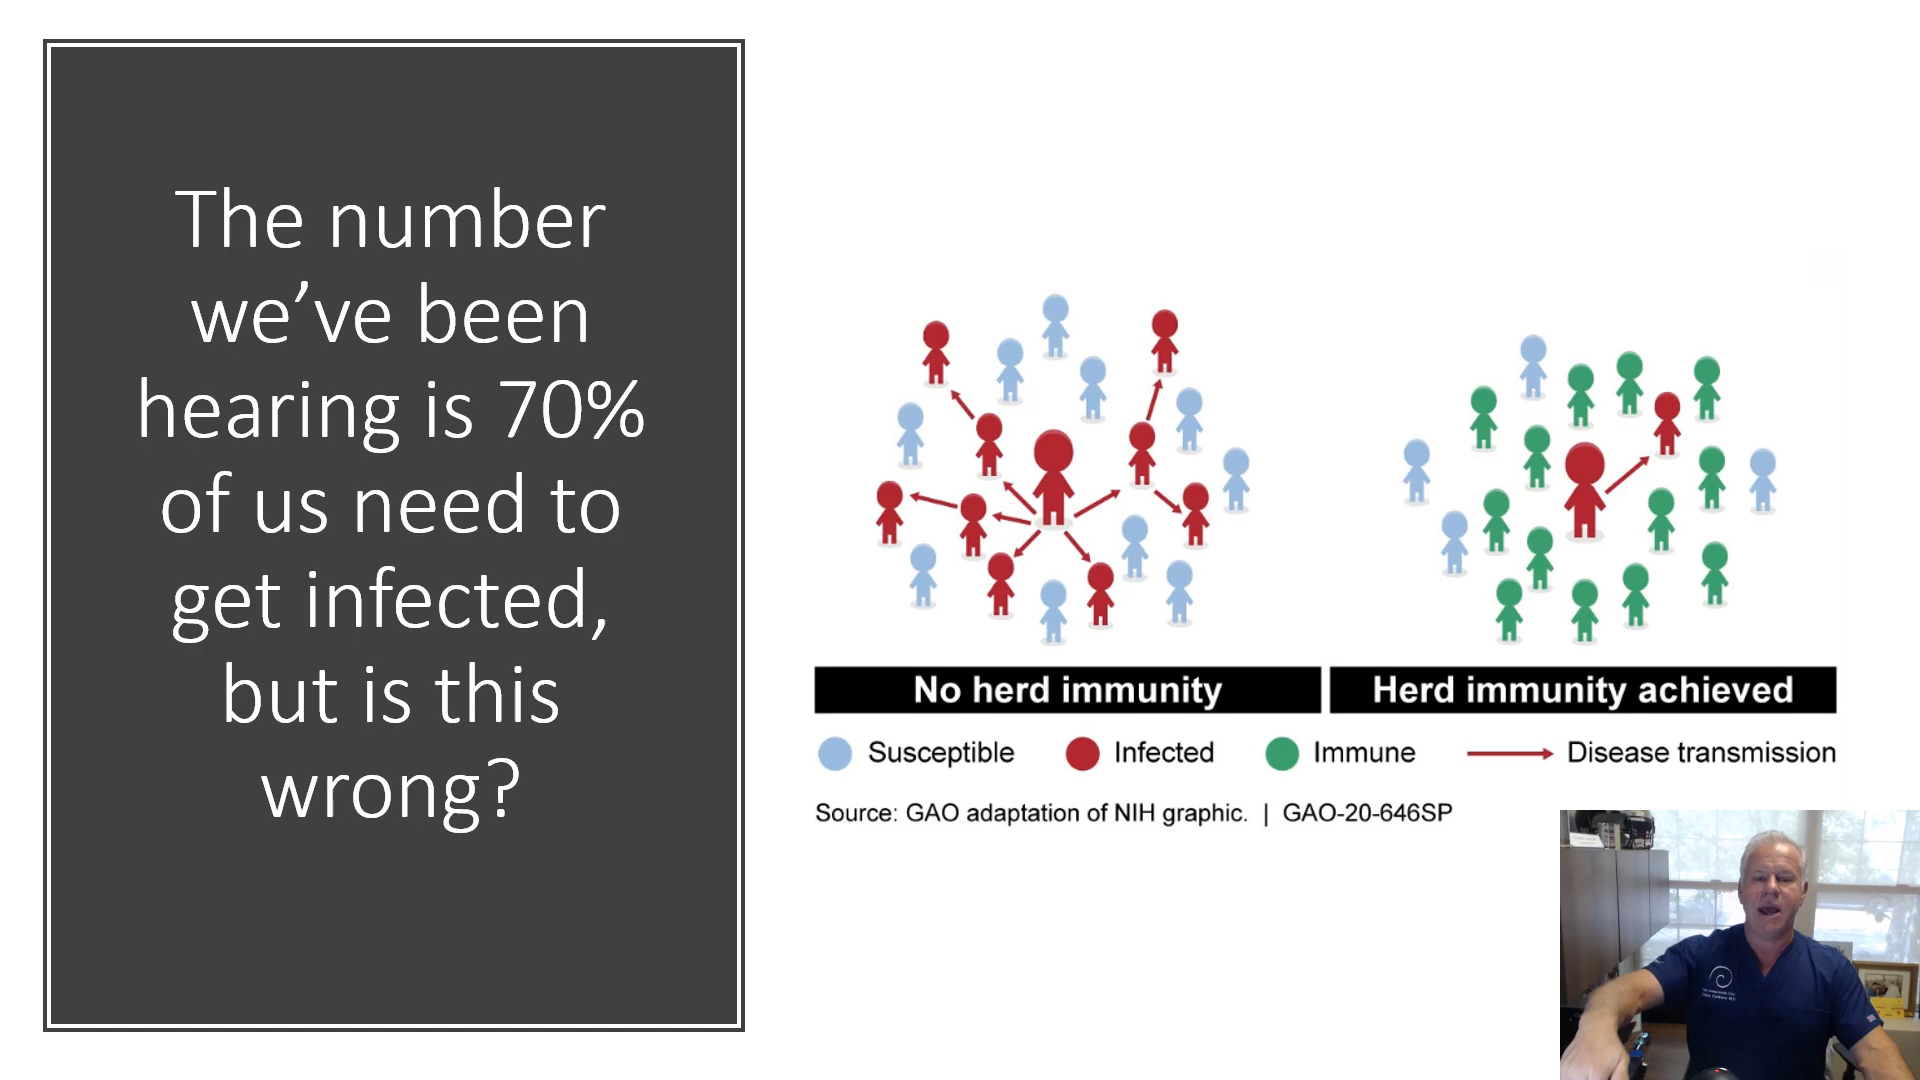 The number
we’ve been
hearing is 70%
of us need to
get infected,
but is this
wrong?
No herd immunity
Herd immunity achieved
Susceptible
Infected
Immune
Disease transmission
Source: GAO adaptation of NIH graphic. | GAO-20-646SP